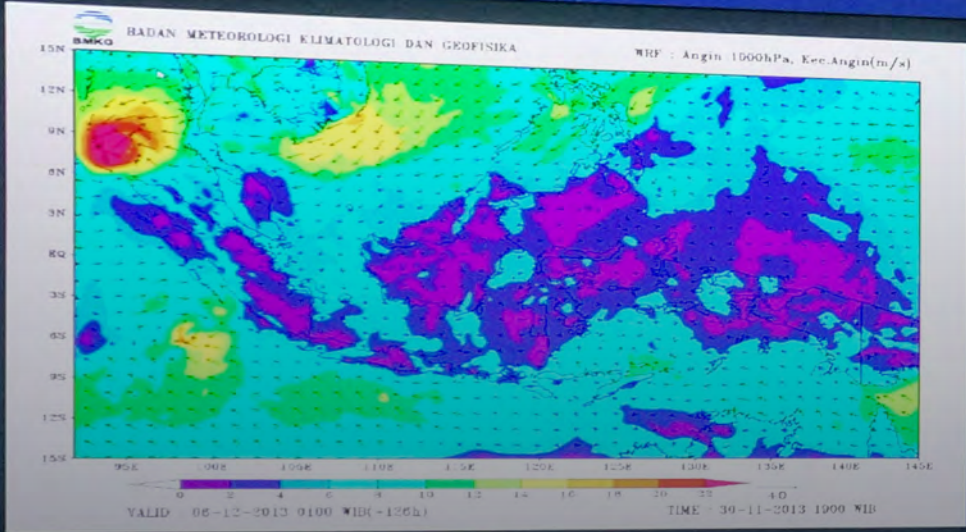 BMKG
BADAN METEOROLOGI KLIMATOLOGI DAN GEOFISIKA
WRF : Angin 1000hPa, Kec.Angin(m/s)
15N
12N
9N
6N
3N
EQ
3S
6S
9S
12S
15S
95E 100E 105E 110E 115E 120E 125E 130E 135E 140E 145E
0 2 4 6 8 10 12 14 16 18 20 22 40
VALID 06-12-2013 0100 WIB(+126h) TIME : 30-11-2013 1900 WIB